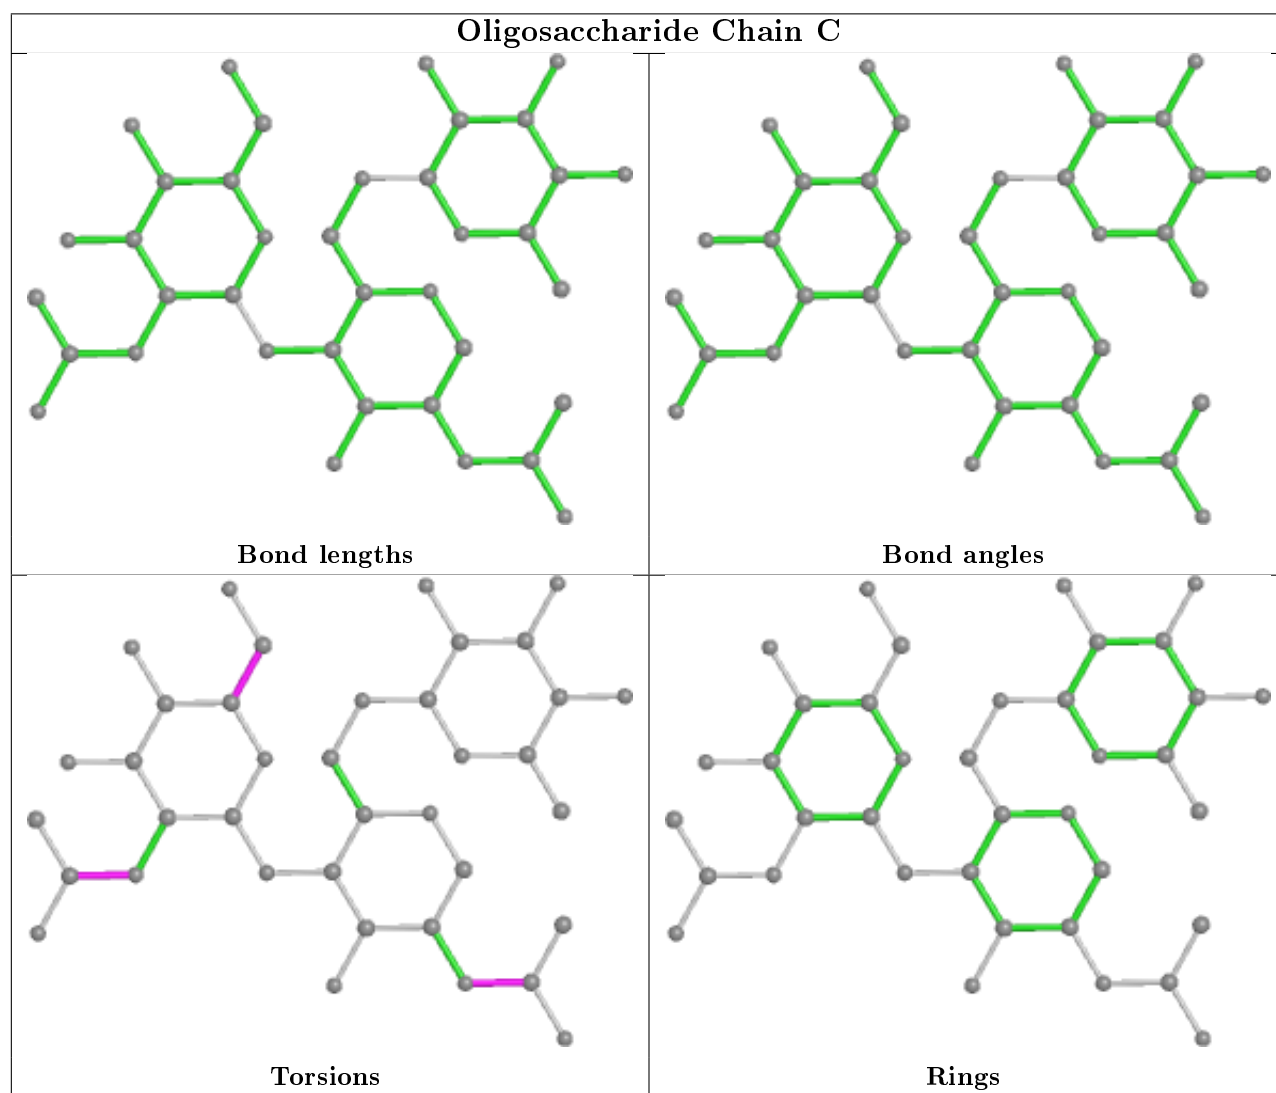 Oligosaccharide Chain C
Bond lengths
Bond angles
Torsions
Rings